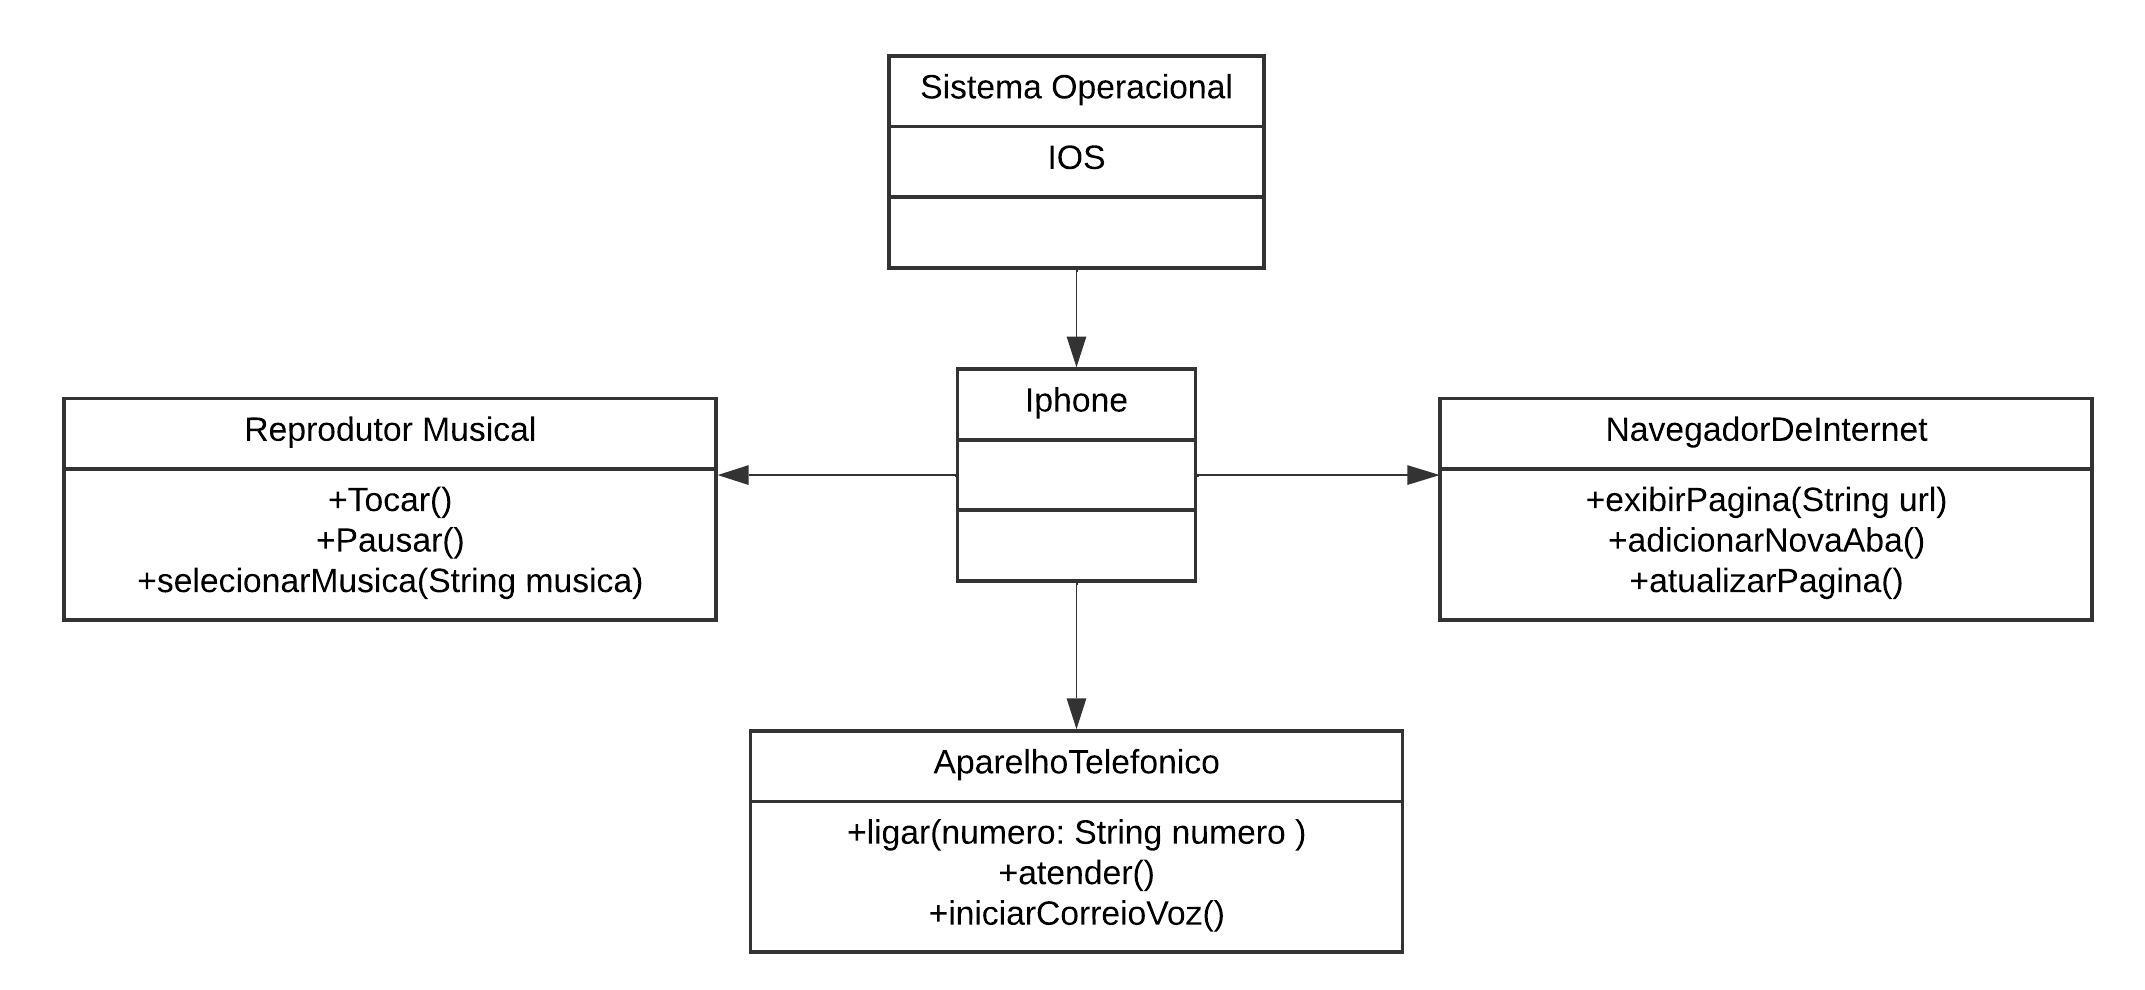 Sistema Operacional
IOS
Iphone
Reprodutor Musical
+Tocar()
+Pausar()
+selecionarMusica(String musica)
NavegadorDeInternet
+exibirPagina(String url)
+adicionarNovaAba()
+atualizarPagina()
AparelhoTelefonico
+ligar(numero: String numero )
+atender()
+iniciarCorreioVoz()